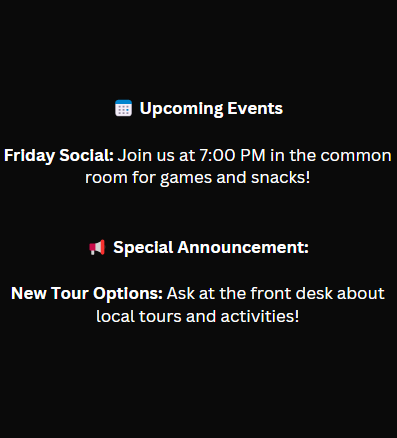 Upcoming Events
Friday Social: Join us at 7:00 PM in the common
room for games and snacks!
Special Announcement:
New Tour Options: Ask at the front desk about
local tours and activities!